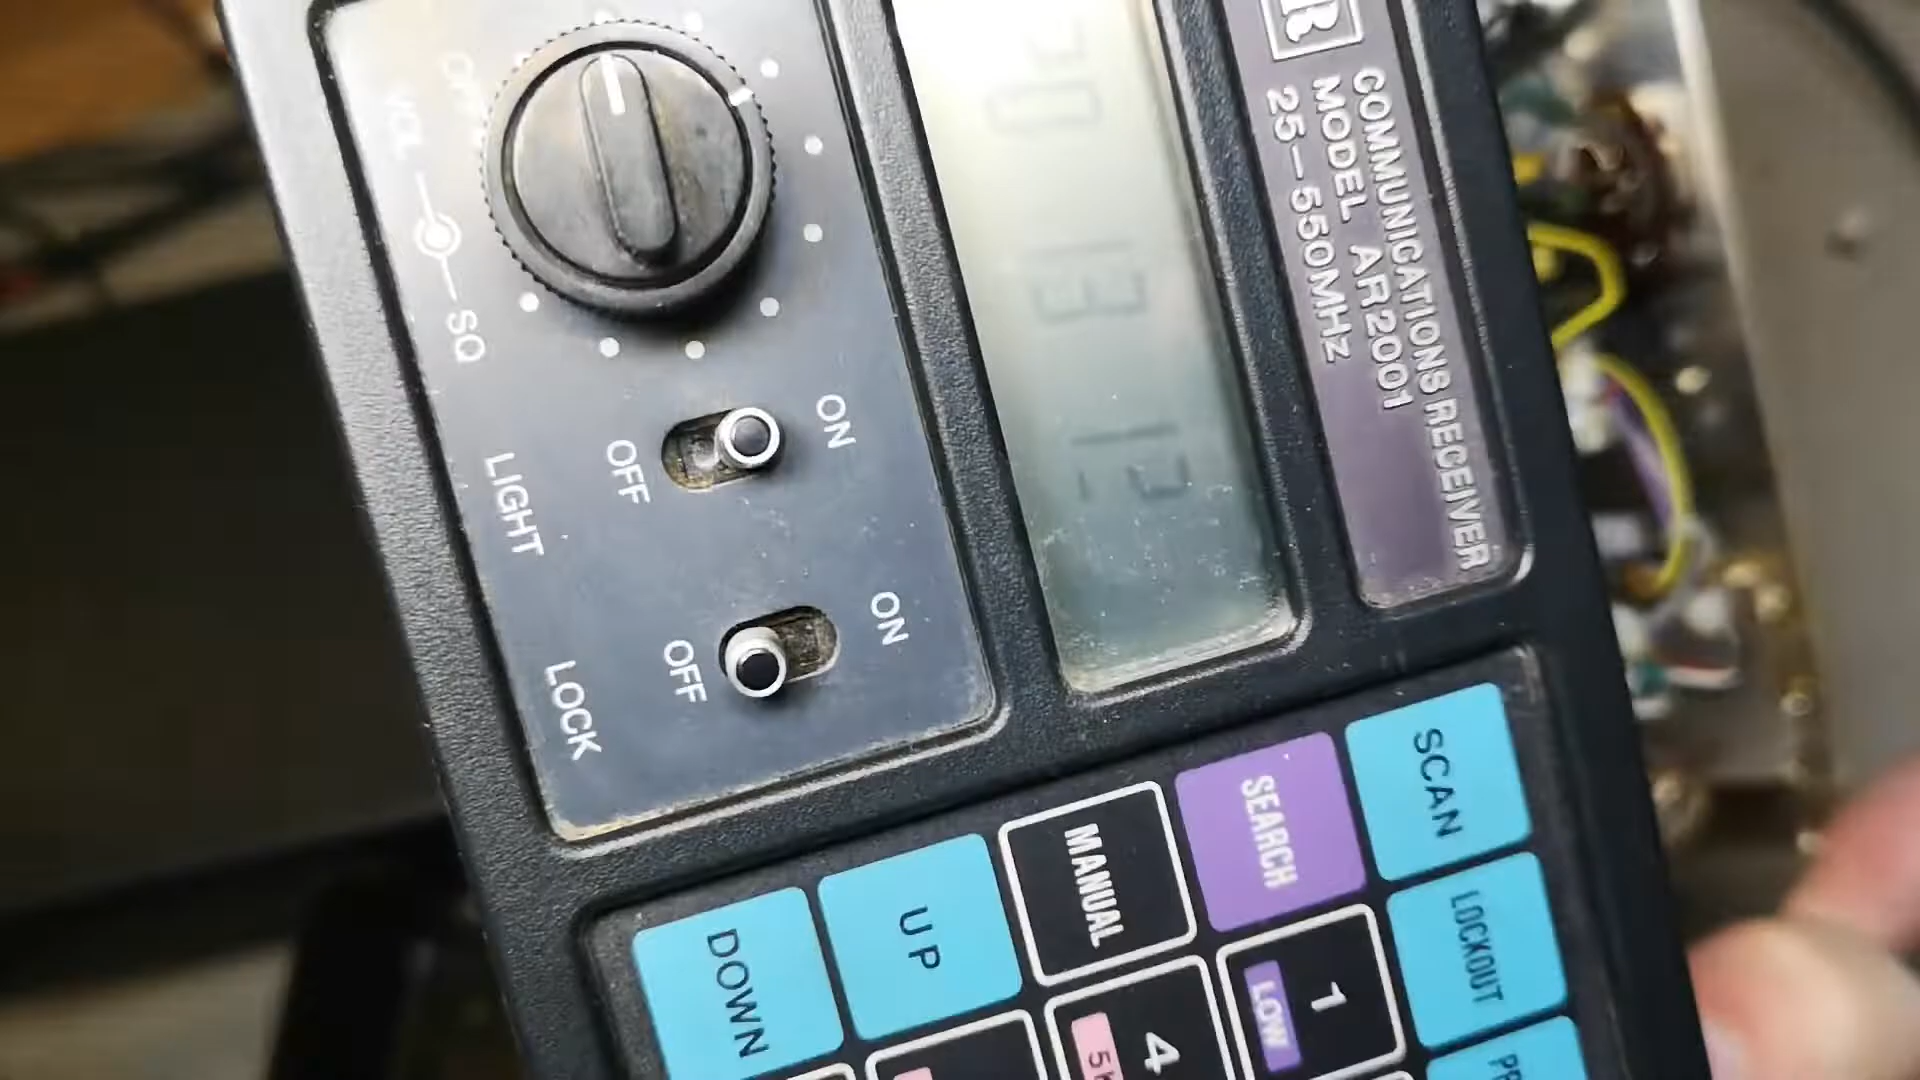 R
COMMUNICATIONS RECEIVER
MODEL AR2001
25-550MHz
OFF
VOL
SQ
LIGHT
OFF
ON
LOCK
OFF
ON
SCAN
SEARCH
MANUAL
UP
DOWN
LOCKOUT
1
LOW
4